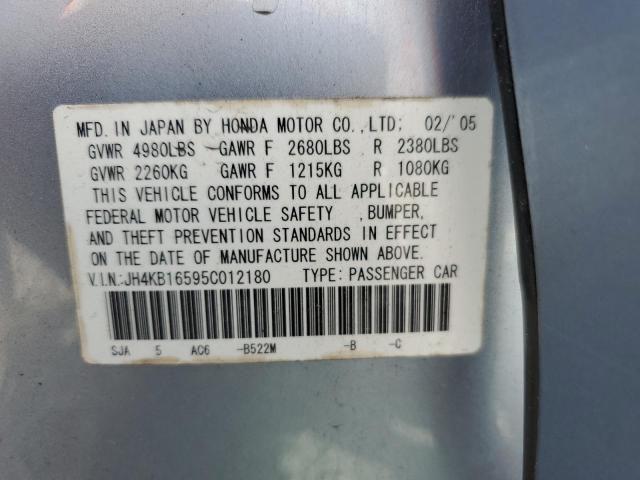 MFD. IN JAPAN BY HONDA MOTOR CO.,LTD; 02/'05
GVWR 4980LBS GAWR F 2680LBS R 2380LBS
GVWR 2260KG GAWR F 1215KG R 1080KG
THIS VEHICLE CONFORMS TO ALL APPLICABLE
FEDERAL MOTOR VEHICLE SAFETY , BUMPER,
AND THEFT PREVENTION STANDARDS IN EFFECT
ON THE DATE OF MANUFACTURE SHOWN ABOVE.
V.I.N.:JH4KB16595C012180 TYPE: PASSENGER CAR
SJA 5 AC6 -B522M -B -C